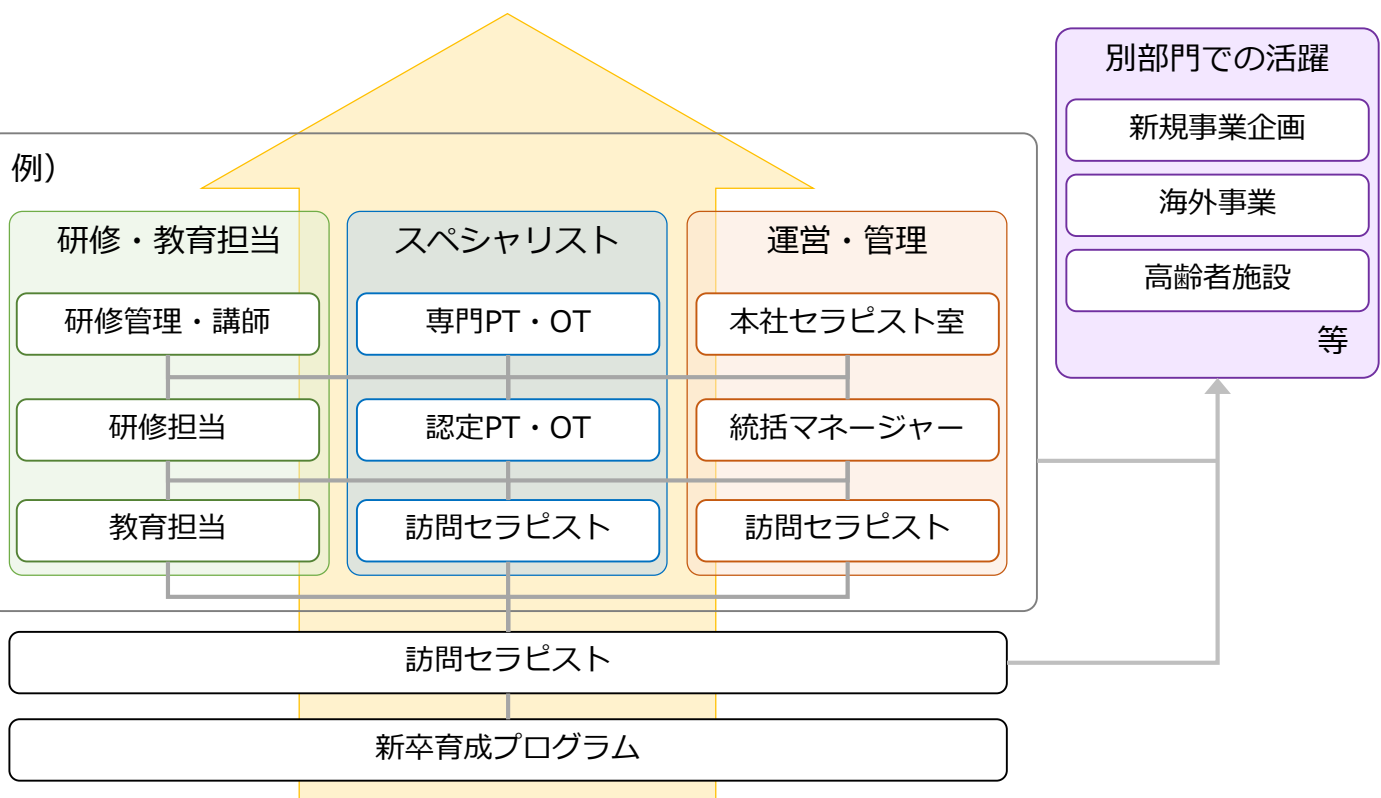 例）
研修・教育担当
研修管理・講師
研修担当
教育担当
スペシャリスト
専門PT・OT
認定PT・OT
訪問セラピスト
運営・管理
本社セラピスト室
統括マネージャー
訪問セラピスト
訪問セラピスト
新卒育成プログラム
別部門での活躍
新規事業企画
海外事業
高齢者施設
等